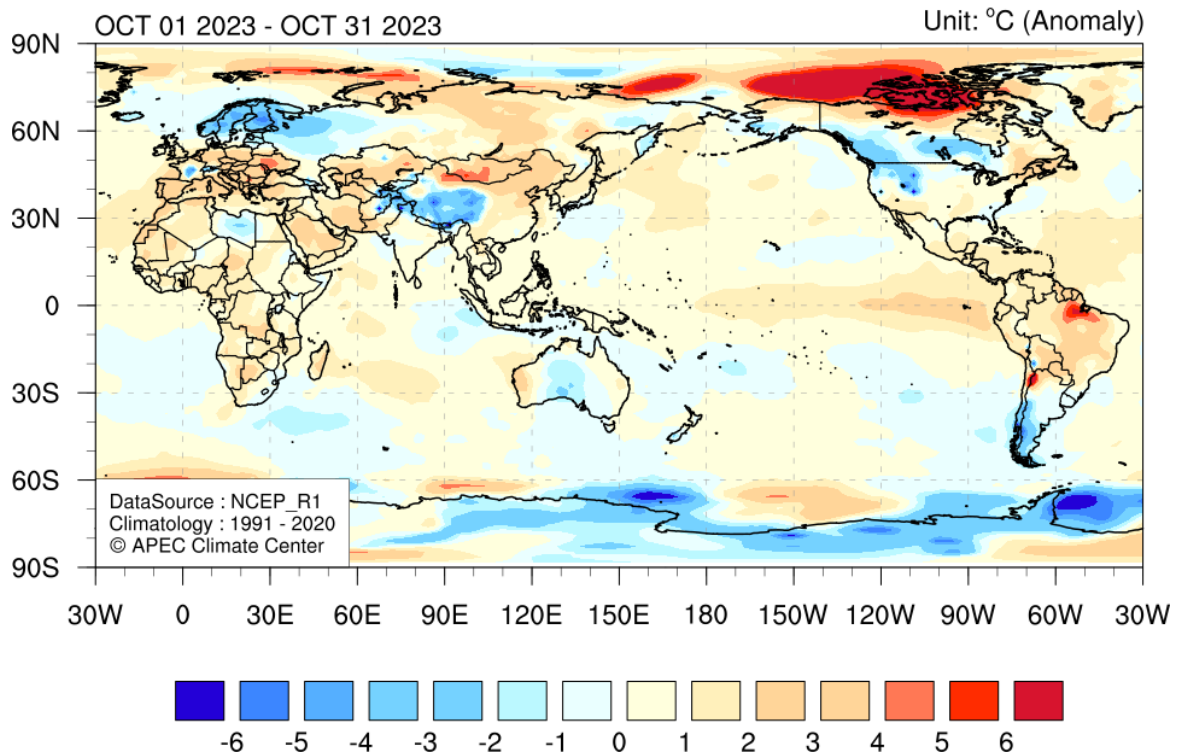 OCT 01 2023 - OCT 31 2023
Unit: °C (Anomaly)
90N
60N
30N
0
30S
60S
90S
DataSource : NCEP_R1
Climatology : 1991 - 2020
© APEC Climate Center
30W 0 30E 60E 90E 120E 150E 180 150W 120W 90W 60W 30W
-6 -5 -4 -3 -2 -1 0 1 2 3 4 5 6